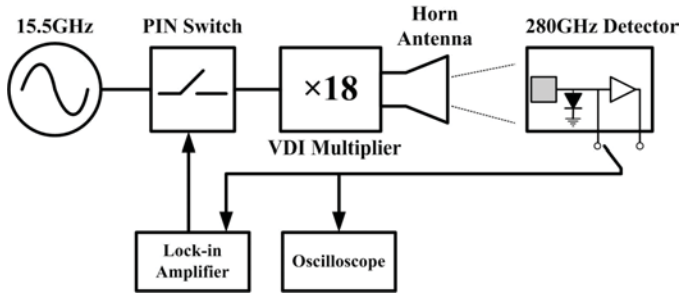 15.5GHz
PIN Switch
Horn
Antenna
280GHz Detector
×18
VDI Multiplier
Lock-in
Amplifier
Oscilloscope